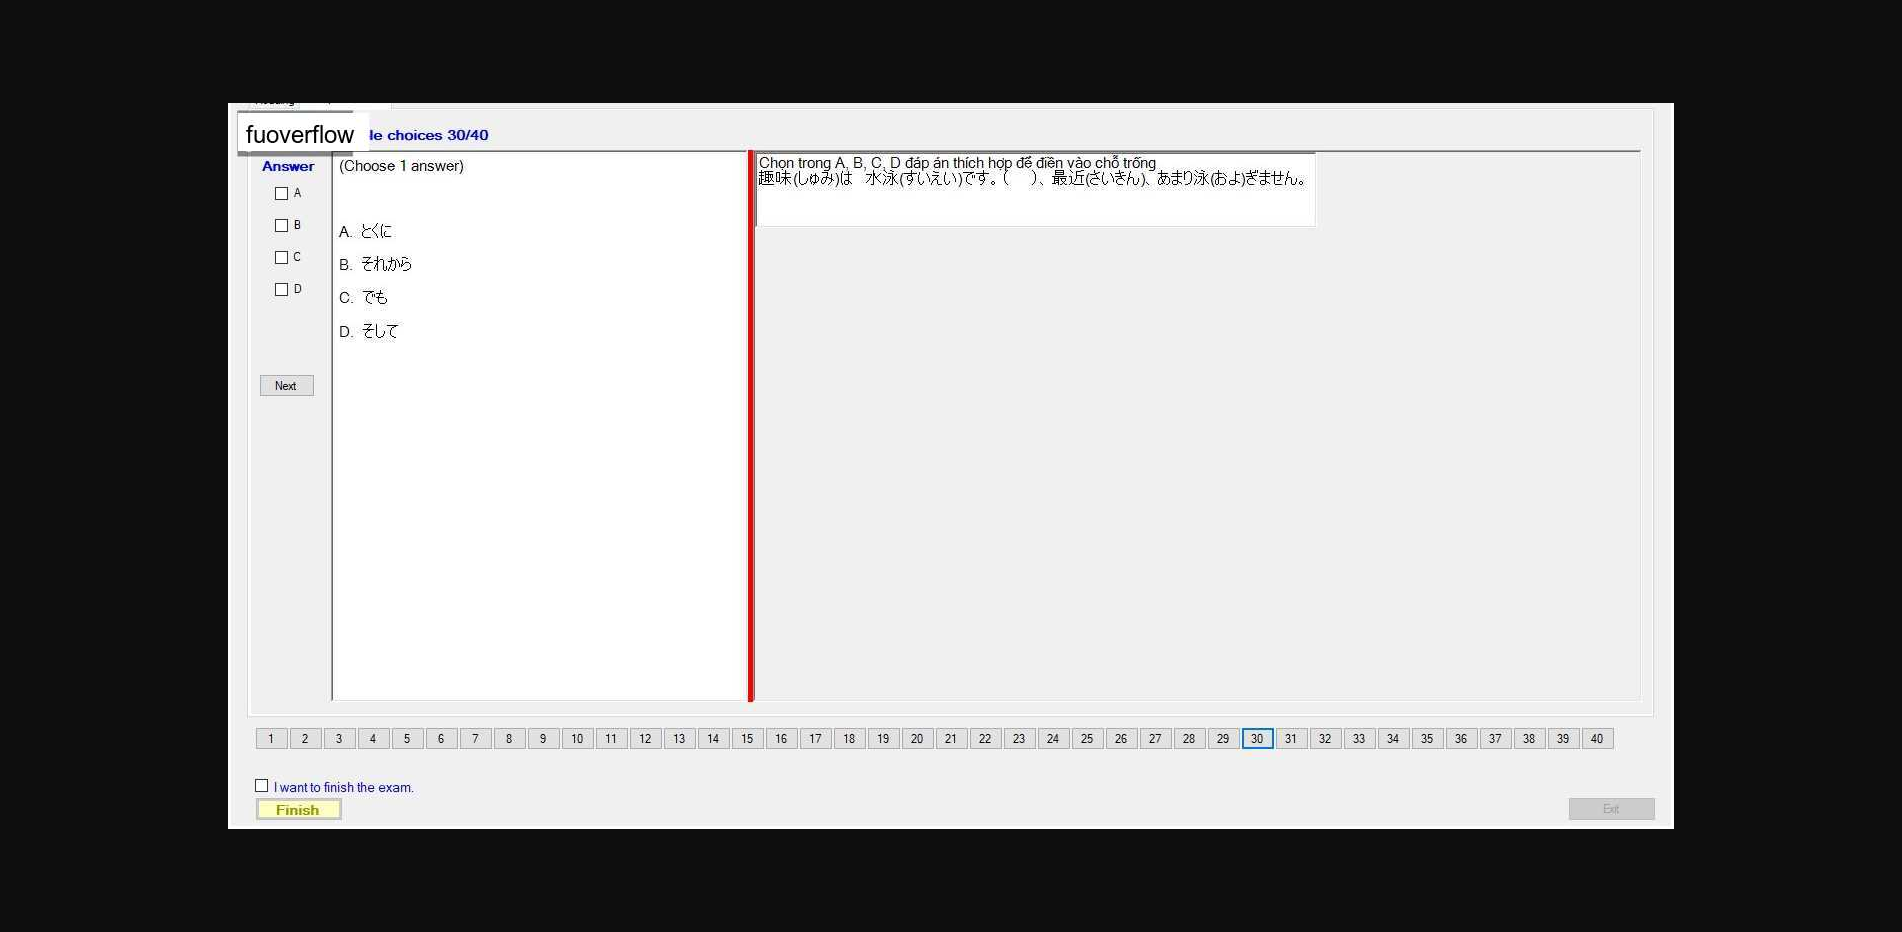 fuoverflow
le choices 30/40
Answer
(Choose 1 answer)
Chọn trong A, B, C, D đáp án thích hợp để điền vào chỗ trống
趣味(しゅみ)は 水泳(すいえい)です。( )、最近(さいきん)、あまり泳(およ)ぎません。
A
B
C
D
A. とくに
B. それから
C. でも
D. そして
Next
1 2 3 4 5 6 7 8 9 10 11 12 13 14 15 16 17 18 19 20 21 22 23 24 25 26 27 28 29 30 31 32 33 34 35 36 37 38 39 40
I want to finish the exam.
Finish
Exit